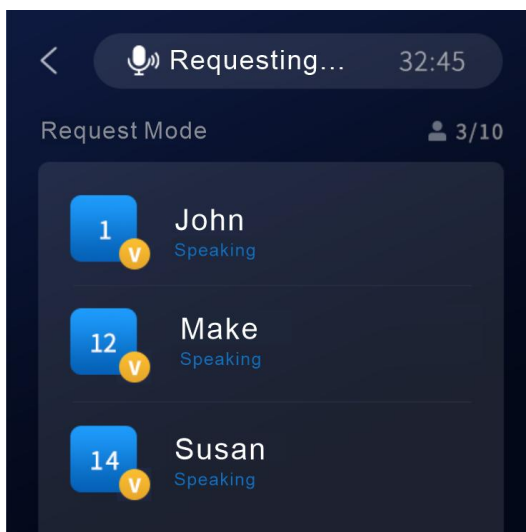 Requesting... 32:45
Request Mode 3/10
1 John
V Speaking
12 Make
V Speaking
14 Susan
V Speaking